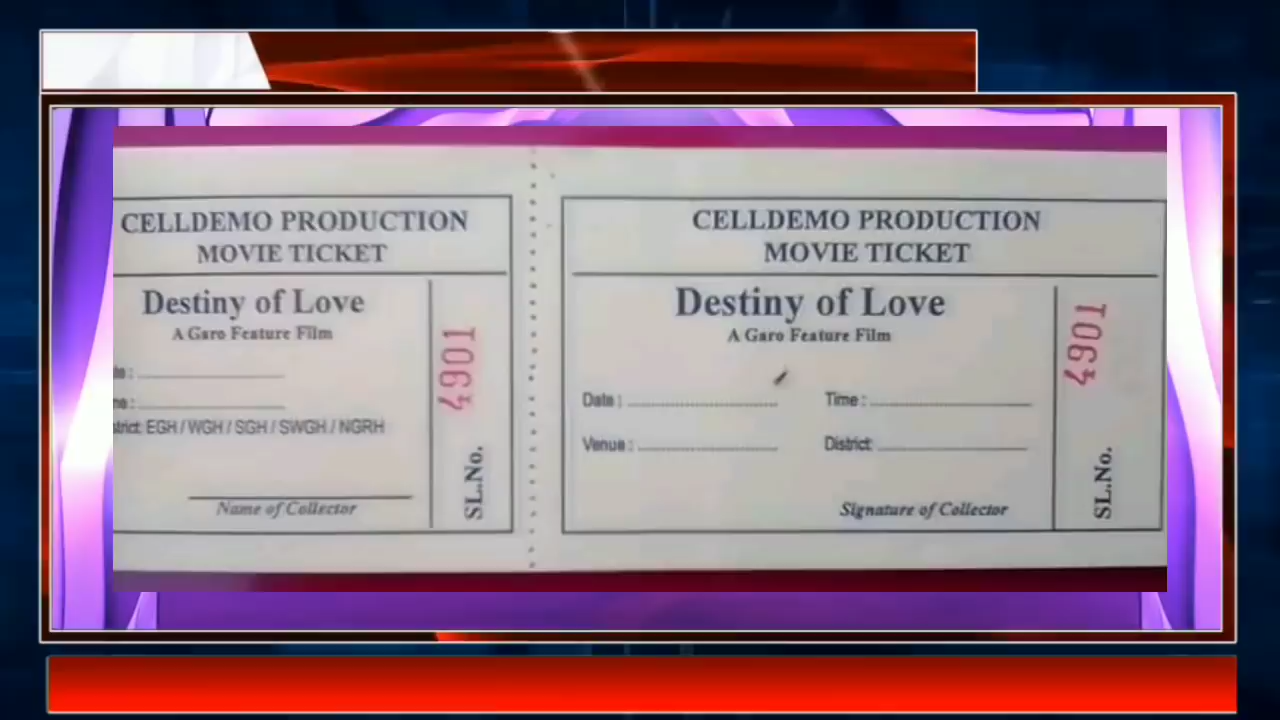 CELLDEMO PRODUCTION
MOVIE TICKET
Destiny of Love
A Garo Feature Film
District: EGH / WGH / SGH / SWGH / NGRH
Name of Collector
SL.No. 4901
CELLDEMO PRODUCTION
MOVIE TICKET
Destiny of Love
A Garo Feature Film
Date : Time :
Venue : District:
Signature of Collector
SL.No. 4901